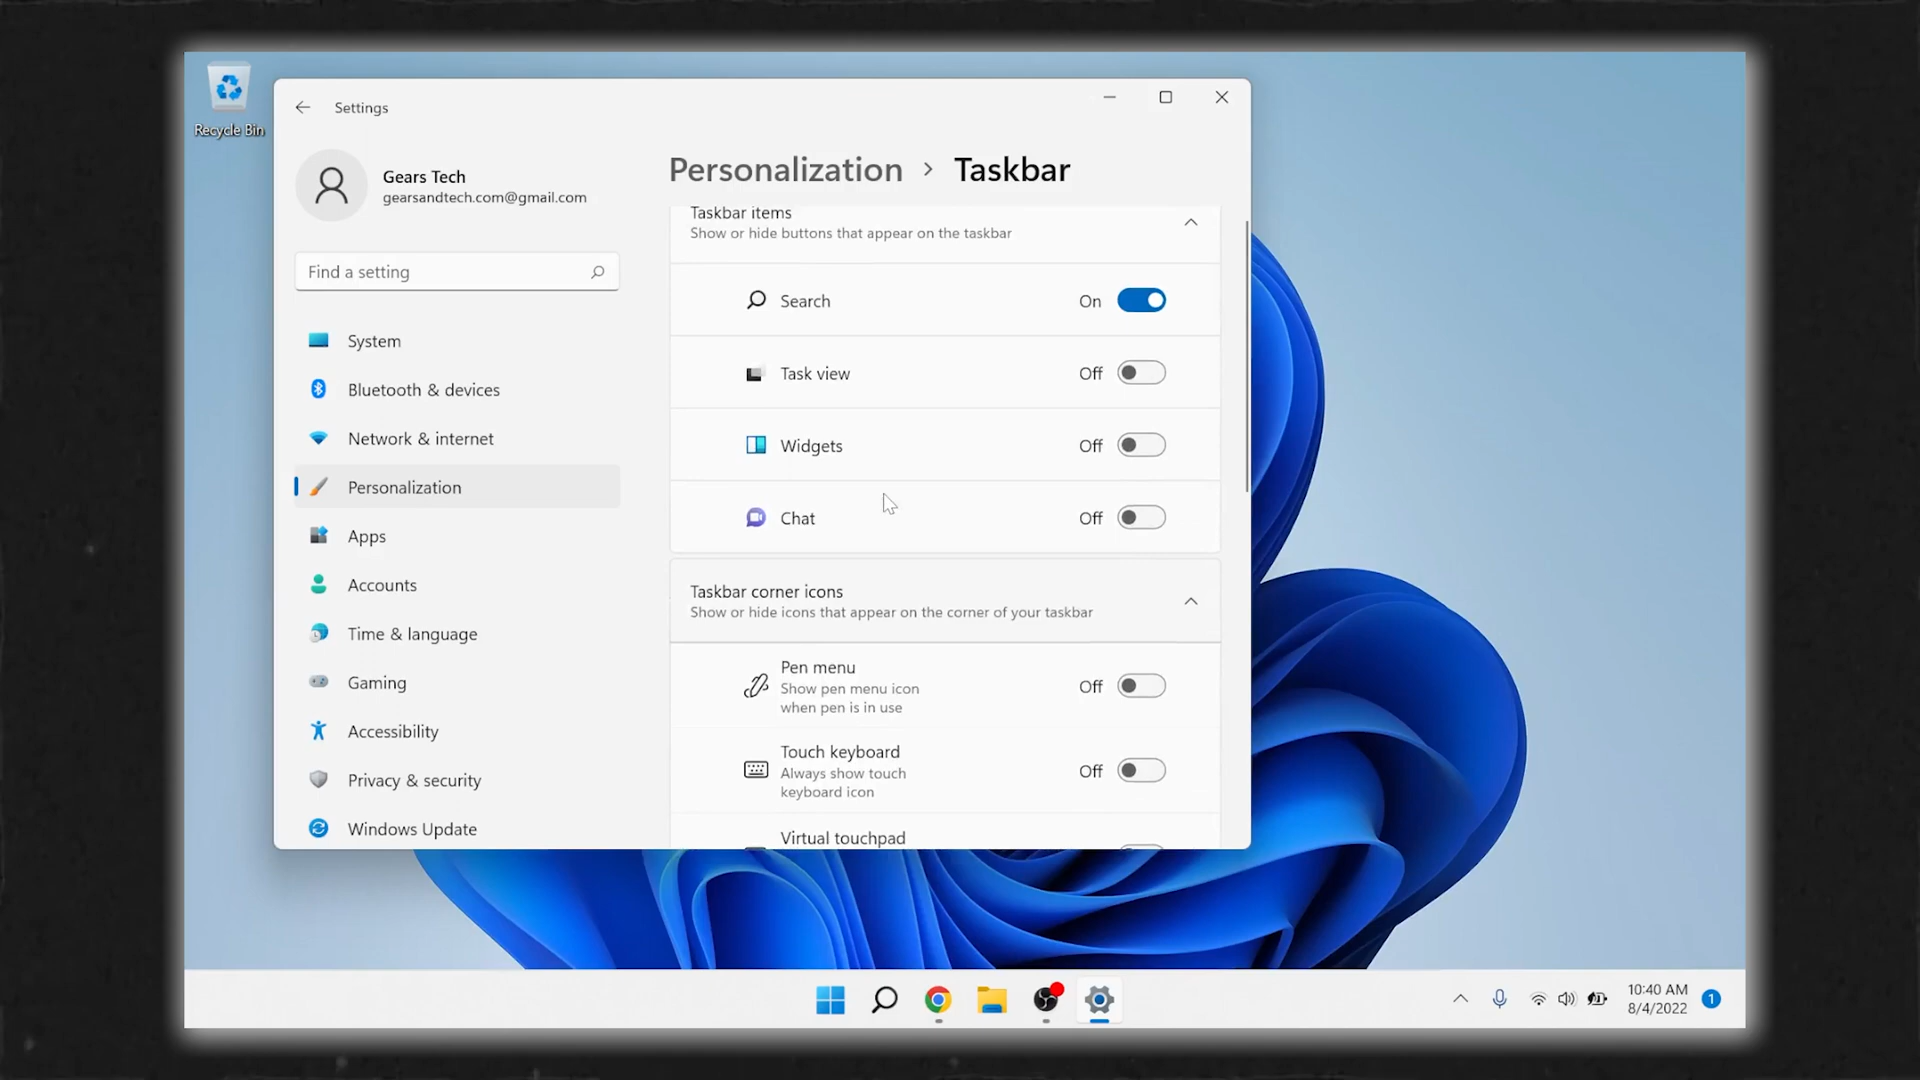 Recycle Bin
Settings
Gears Tech
gearsandtech.com@gmail.com
Find a setting
System
Bluetooth & devices
Network & internet
Personalization
Apps
Accounts
Time & language
Gaming
Accessibility
Privacy & security
Windows Update
Personalization > Taskbar
Taskbar items
Show or hide buttons that appear on the taskbar
Search On
Task view Off
Widgets Off
Chat Off
Taskbar corner icons
Show or hide icons that appear on the corner of your taskbar
Pen menu
Show pen menu icon
when pen is in use
Off
Touch keyboard
Always show touch
keyboard icon
Off
Virtual touchpad
10:40 AM
8/4/2022
1